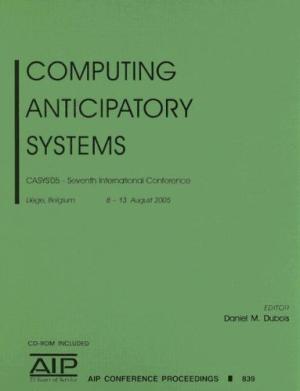 COMPUTING
ANTICIPATORY
SYSTEMS
CASYS'05 - Seventh International Conference
Liège, Belgium 8 – 13 August 2005
EDITOR
Daniel M. Dubois
CD-ROM INCLUDED
AIP
AIP CONFERENCE PROCEEDINGS 839